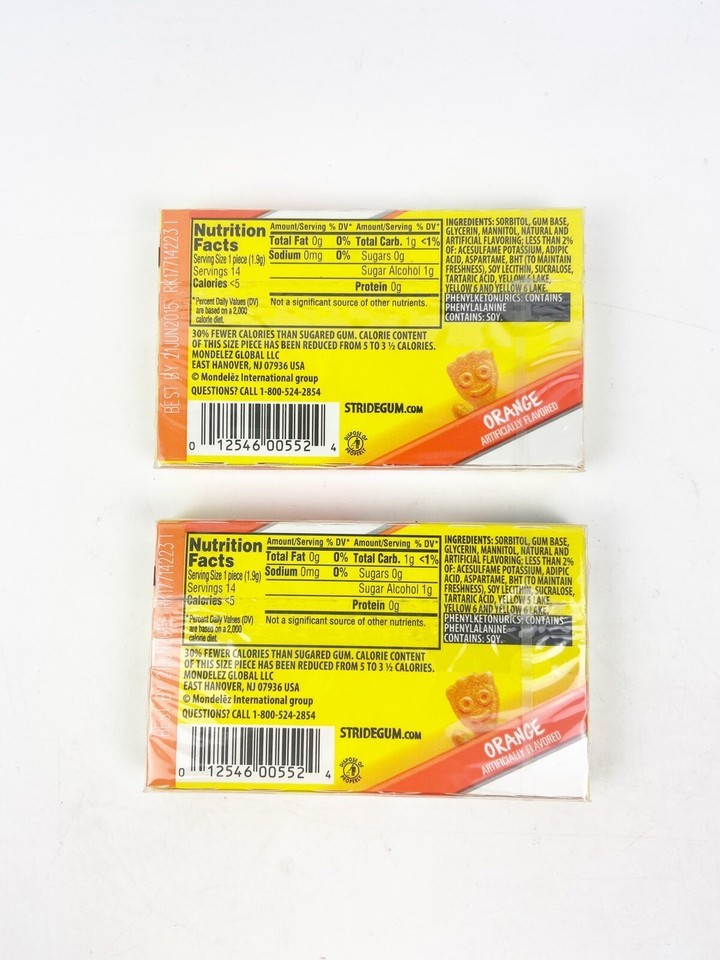 BEST BY 21JUN2015 RK177142231
Nutrition
Facts
Serving Size 1 piece (1.9g)
Servings 14
Calories <5
*Percent Daily Values (DV)
are based on a 2,000
calorie diet.
Amount/Serving % DV* Amount/Serving % DV*
Total Fat 0g 0% Total Carb. 1g <1%
Sodium 0mg 0% Sugars 0g
Sugar Alcohol 1g
Protein 0g
Not a significant source of other nutrients.
INGREDIENTS: SORBITOL, GUM BASE,
GLYCERIN, MANNITOL, NATURAL AND
ARTIFICIAL FLAVORING; LESS THAN 2%
OF: ACESULFAME POTASSIUM, ADIPIC
ACID, ASPARTAME, BHT (TO MAINTAIN
FRESHNESS), SOY LECITHIN, SUCRALOSE,
TARTARIC ACID, YELLOW 5 LAKE,
YELLOW 6 AND YELLOW 6 LAKE.
PHENYLKETONURICS: CONTAINS
PHENYLALANINE
CONTAINS: SOY.
30% FEWER CALORIES THAN SUGARED GUM. CALORIE CONTENT
OF THIS SIZE PIECE HAS BEEN REDUCED FROM 5 TO 3 ½ CALORIES.
MONDELEZ GLOBAL LLC
EAST HANOVER, NJ 07936 USA
© Mondelēz International group
QUESTIONS? CALL 1-800-524-2854
STRIDEGUM.COM
0 12546 00552 4
DISPOSE OF
PROPERLY
ORANGE
ARTIFICIALLY FLAVORED
Nutrition
Facts
Serving Size 1 piece (1.9g)
Servings 14
Calories <5
*Percent Daily Values (DV)
are based on a 2,000
calorie diet.
Amount/Serving % DV* Amount/Serving % DV*
Total Fat 0g 0% Total Carb. 1g <1%
Sodium 0mg 0% Sugars 0g
Sugar Alcohol 1g
Protein 0g
Not a significant source of other nutrients.
INGREDIENTS: SORBITOL, GUM BASE,
GLYCERIN, MANNITOL, NATURAL AND
ARTIFICIAL FLAVORING; LESS THAN 2%
OF: ACESULFAME POTASSIUM, ADIPIC
ACID, ASPARTAME, BHT (TO MAINTAIN
FRESHNESS), SOY LECITHIN, SUCRALOSE,
TARTARIC ACID, YELLOW 5 LAKE,
YELLOW 6 AND YELLOW 6 LAKE.
PHENYLKETONURICS: CONTAINS
PHENYLALANINE
CONTAINS: SOY.
30% FEWER CALORIES THAN SUGARED GUM. CALORIE CONTENT
OF THIS SIZE PIECE HAS BEEN REDUCED FROM 5 TO 3 ½ CALORIES.
MONDELEZ GLOBAL LLC
EAST HANOVER, NJ 07936 USA
© Mondelēz International group
QUESTIONS? CALL 1-800-524-2854
STRIDEGUM.COM
0 12546 00552 4
DISPOSE OF
PROPERLY
ORANGE
ARTIFICIALLY FLAVORED